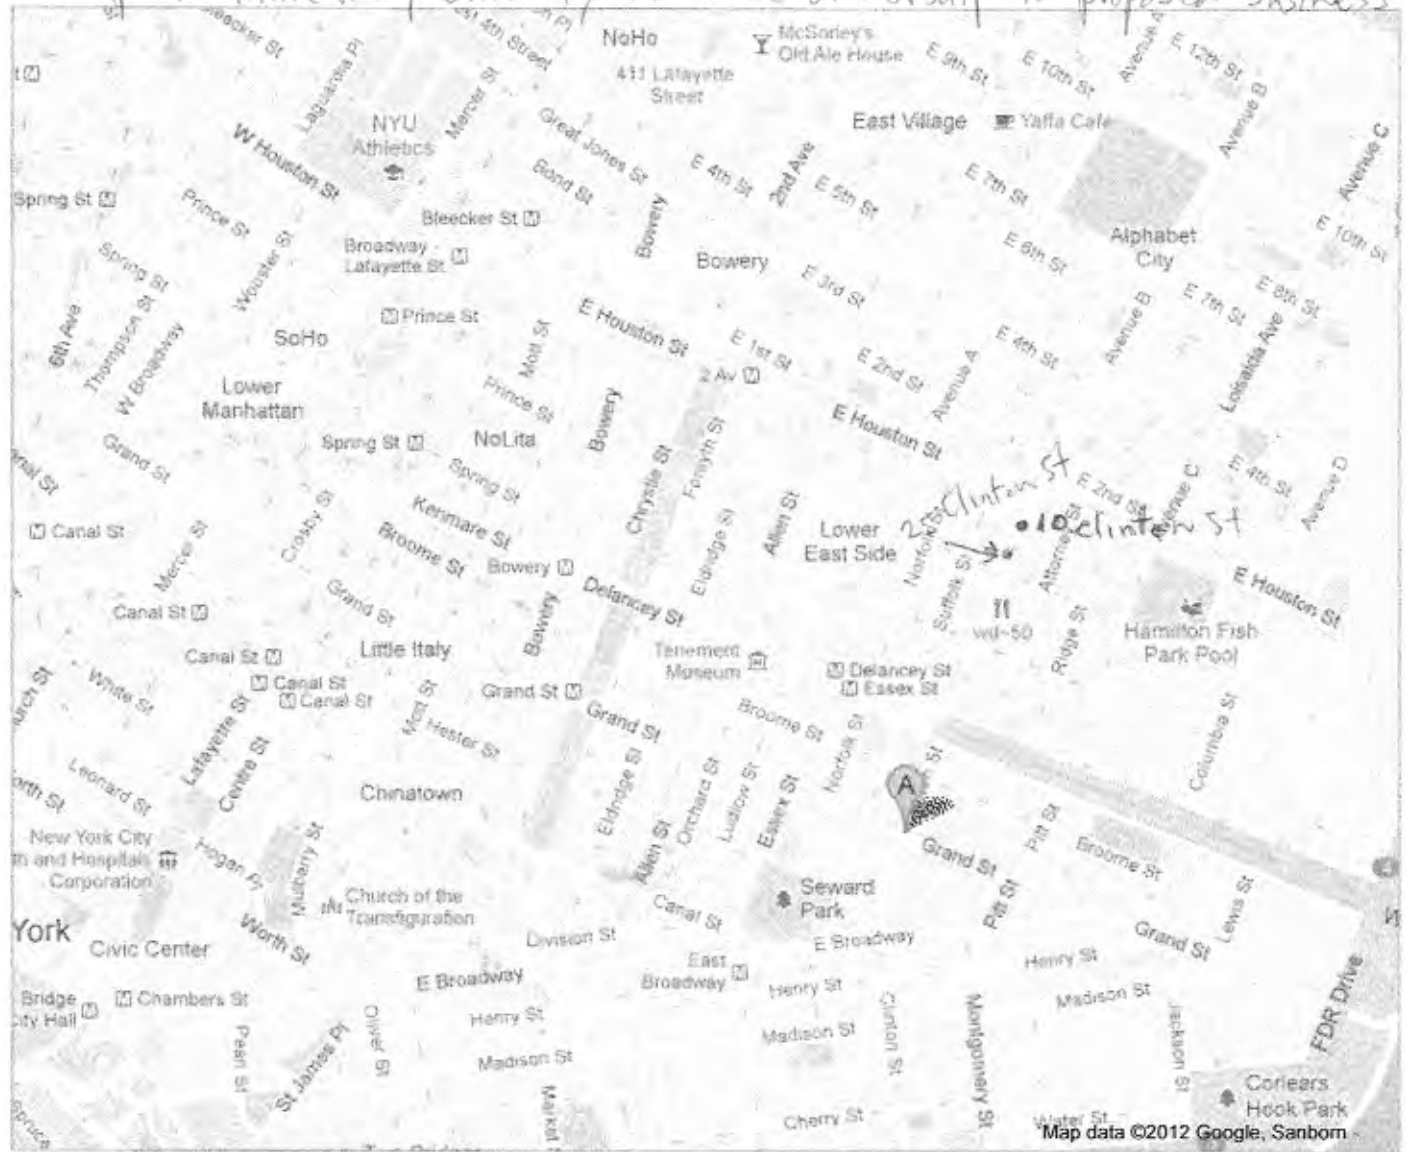 proposed business
Bleecker St
4th Street
NoHo
McSorley's
Old Ale House
E 9th St
E 10th St
Avenue A
E 12th St
Laguardia Pl
Mercer St
411 Lafayette
Street
Avenue B
NYU
Athletics
Great Jones St
East Village
Yaffa Cafe
Avenue C
W Houston St
Bond St
E 4th St
2nd Ave
E 5th St
E 7th St
Spring St
Prince St
Bleecker St
Bowery
Alphabet
City
E 10th St
Broadway -
Lafayette St
Bowery
E 6th St
Spring St
Wooster St
E 3rd St
E 7th St
E 8th St
6th Ave
Thompson St
W Broadway
Prince St
SoHo
Mott St
E Houston St
E 1st St
E 2nd St
Avenue A
E 4th St
Avenue B
Loisaida Ave
2 Av
Lower
Manhattan
Prince St
Bowery
E Houston St
Grand St
Spring St
NoLita
Chrystie St
Forsyth St
Spring St
25 Clinton St
E 2nd St
Avenue C
E 4th St
Avenue D
Canal St
Mercer St
Crosby St
Kenmare St
Broome St
Eldridge St
Allen St
Lower
East Side
Norfolk St
10 Clinton St
Attorney St
Bowery
Delancey St
Suffolk St
E Houston St
Canal St
Grand St
Bowery
wd~50
Ridge St
Hamilton Fish
Park Pool
Canal St
Little Italy
Tenement
Museum
Delancey St
Essex St
White St
Canal St
Canal St
Mott St
Grand St
Grand St
Broome St
Norfolk St
Columbia St
Lafayette St
Centre St
Hester St
Leonard St
Chinatown
Eldridge St
Orchard St
Ludlow St
Essex St
A
St
Pitt St
New York City
and Hospitals
Corporation
Hogan Pl
Mulberry St
Allen St
Grand St
Broome St
Church of the
Transfiguration
Canal St
Seward
Park
Pitt St
Lewis St
York
Civic Center
Worth St
Division St
E Broadway
Grand St
E Broadway
East
Broadway
Henry St
Henry St
Madison St
FDR Drive
Bridge
City Hall
Chambers St
Pearl St
St James Pl
Oliver St
Henry St
Madison St
Madison St
Clinton St
Montgomery St
Jackson St
Corlears
Hook Park
Spruce
Market
Cherry St
Water St
Map data ©2012 Google, Sanborn